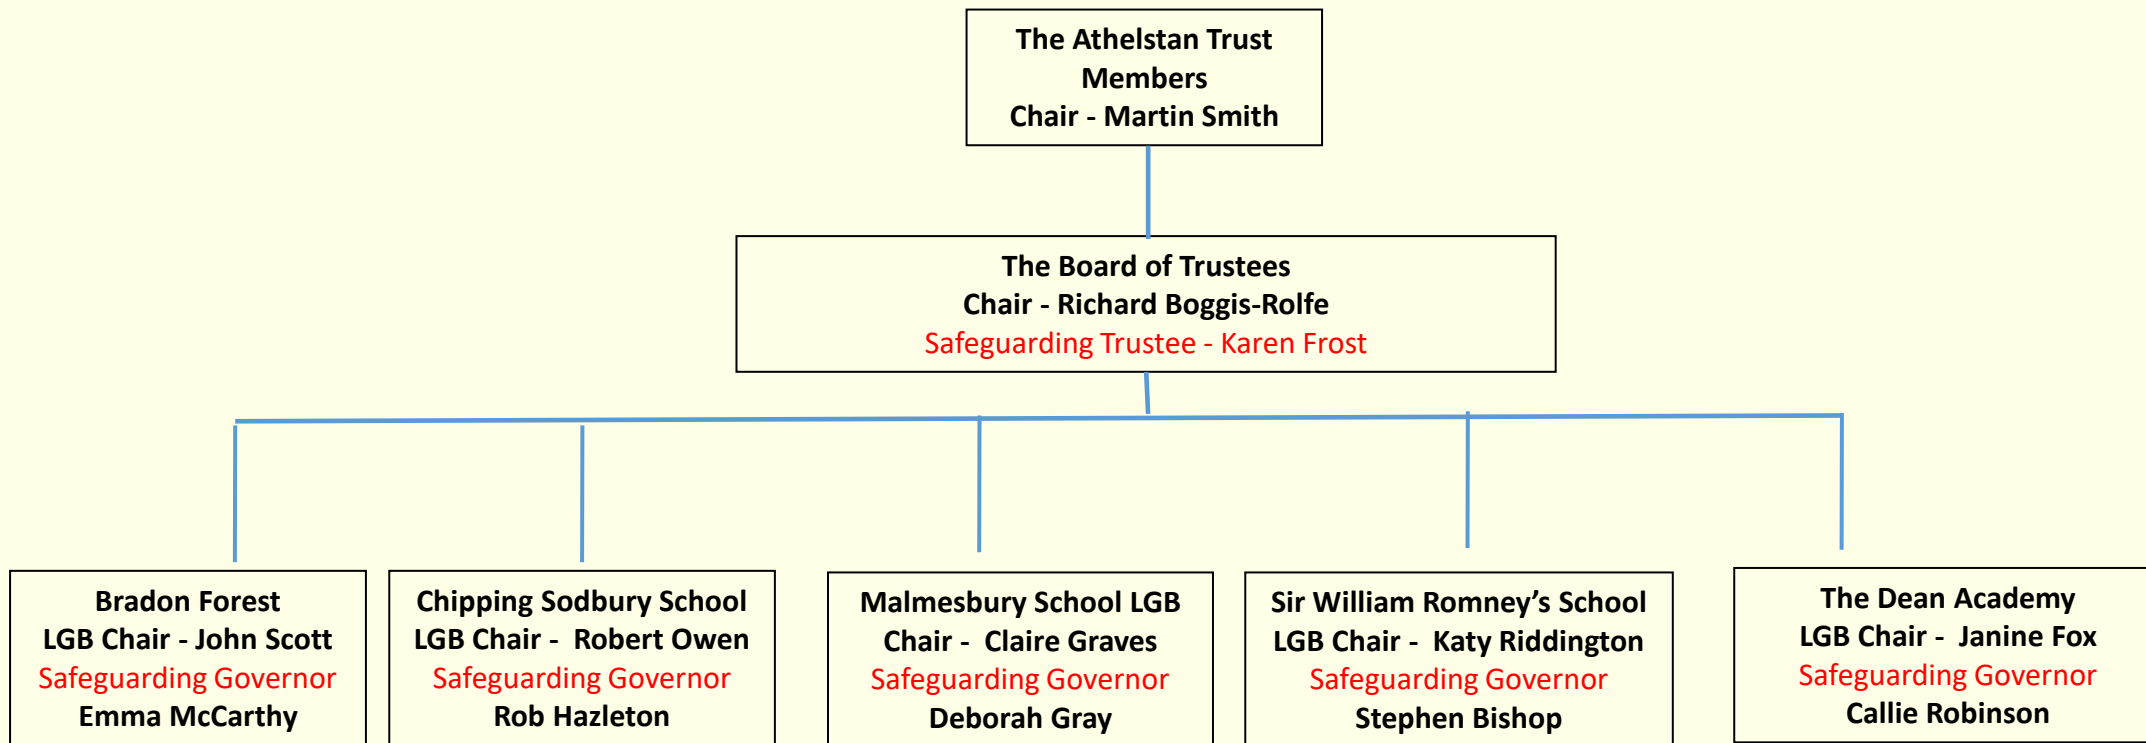 The Athelstan Trust
Members
Chair - Martin Smith
The Board of Trustees
Chair - Richard Boggis-Rolfe
Safeguarding Trustee - Karen Frost
Bradon Forest
LGB Chair - John Scott
Safeguarding Governor
Emma McCarthy
Chipping Sodbury School
LGB Chair -  Robert Owen
Safeguarding Governor
Rob Hazleton
Malmesbury School LGB
Chair -  Claire Graves
Safeguarding Governor
Deborah Gray
Sir William Romney’s School
LGB Chair -  Katy Riddington
Safeguarding Governor
Stephen Bishop
The Dean Academy
LGB Chair -  Janine Fox
Safeguarding Governor
Callie Robinson